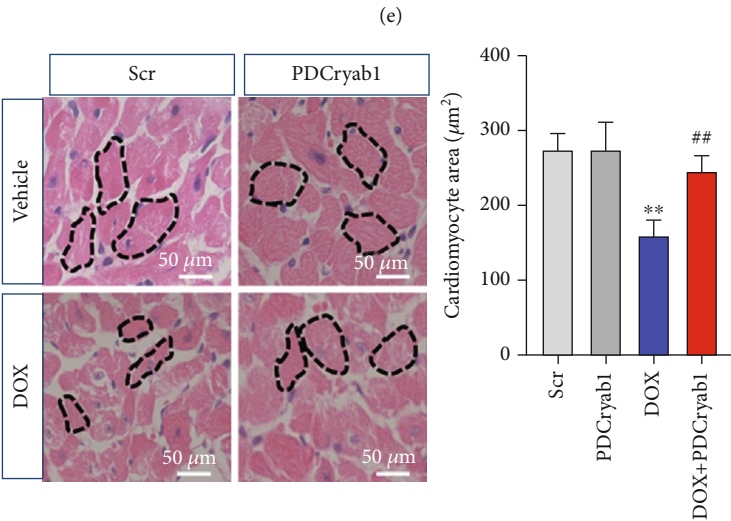 (e)
Scr
PDCryab1
Vehicle
50 μm
50 μm
DOX
50 μm
50 μm
Cardiomyocyte area (μm²)
400
300
200
100
0
**
##
Scr
PDCryab1
DOX
DOX+PDCryab1